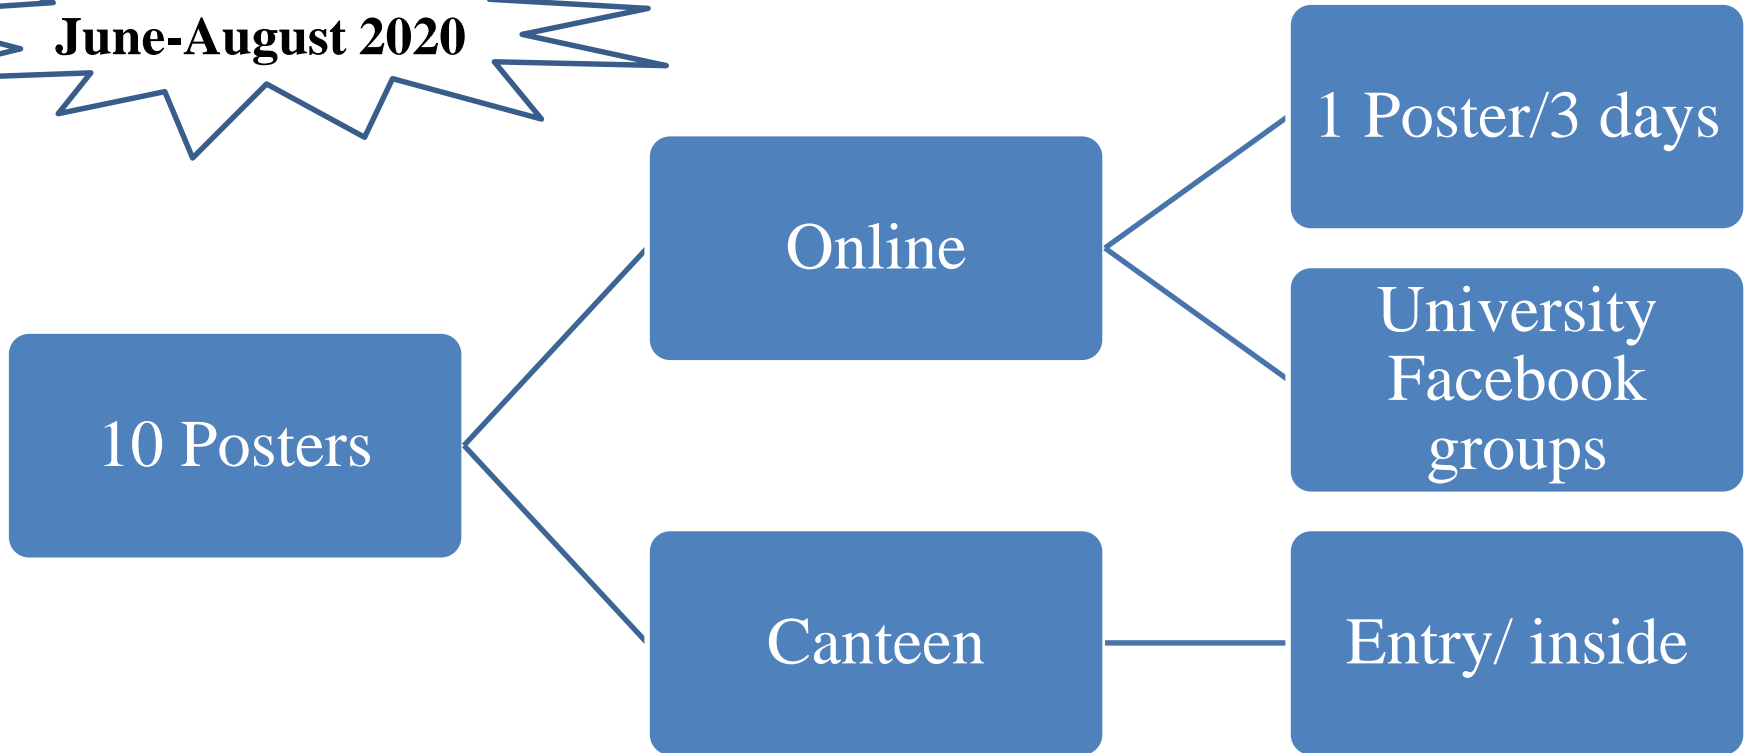 June-August 2020
1 Poster/3 days
Online
University
Facebook
groups
10 Posters
Canteen
Entry/ inside